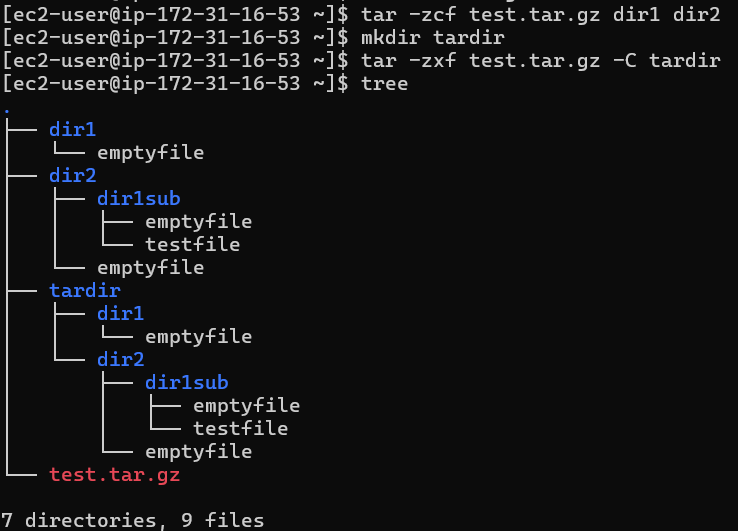 [ec2-user@ip-172-31-16-53 ~]$ tar -zcf test.tar.gz dir1 dir2
[ec2-user@ip-172-31-16-53 ~]$ mkdir tardir
[ec2-user@ip-172-31-16-53 ~]$ tar -zxf test.tar.gz -C tardir
[ec2-user@ip-172-31-16-53 ~]$ tree
.
├── dir1
│   └── emptyfile
├── dir2
│   ├── dir1sub
│   │   ├── emptyfile
│   │   └── testfile
│   └── emptyfile
├── tardir
│   ├── dir1
│   │   └── emptyfile
│   └── dir2
│       ├── dir1sub
│       │   ├── emptyfile
│       │   └── testfile
│       └── emptyfile
└── test.tar.gz

7 directories, 9 files